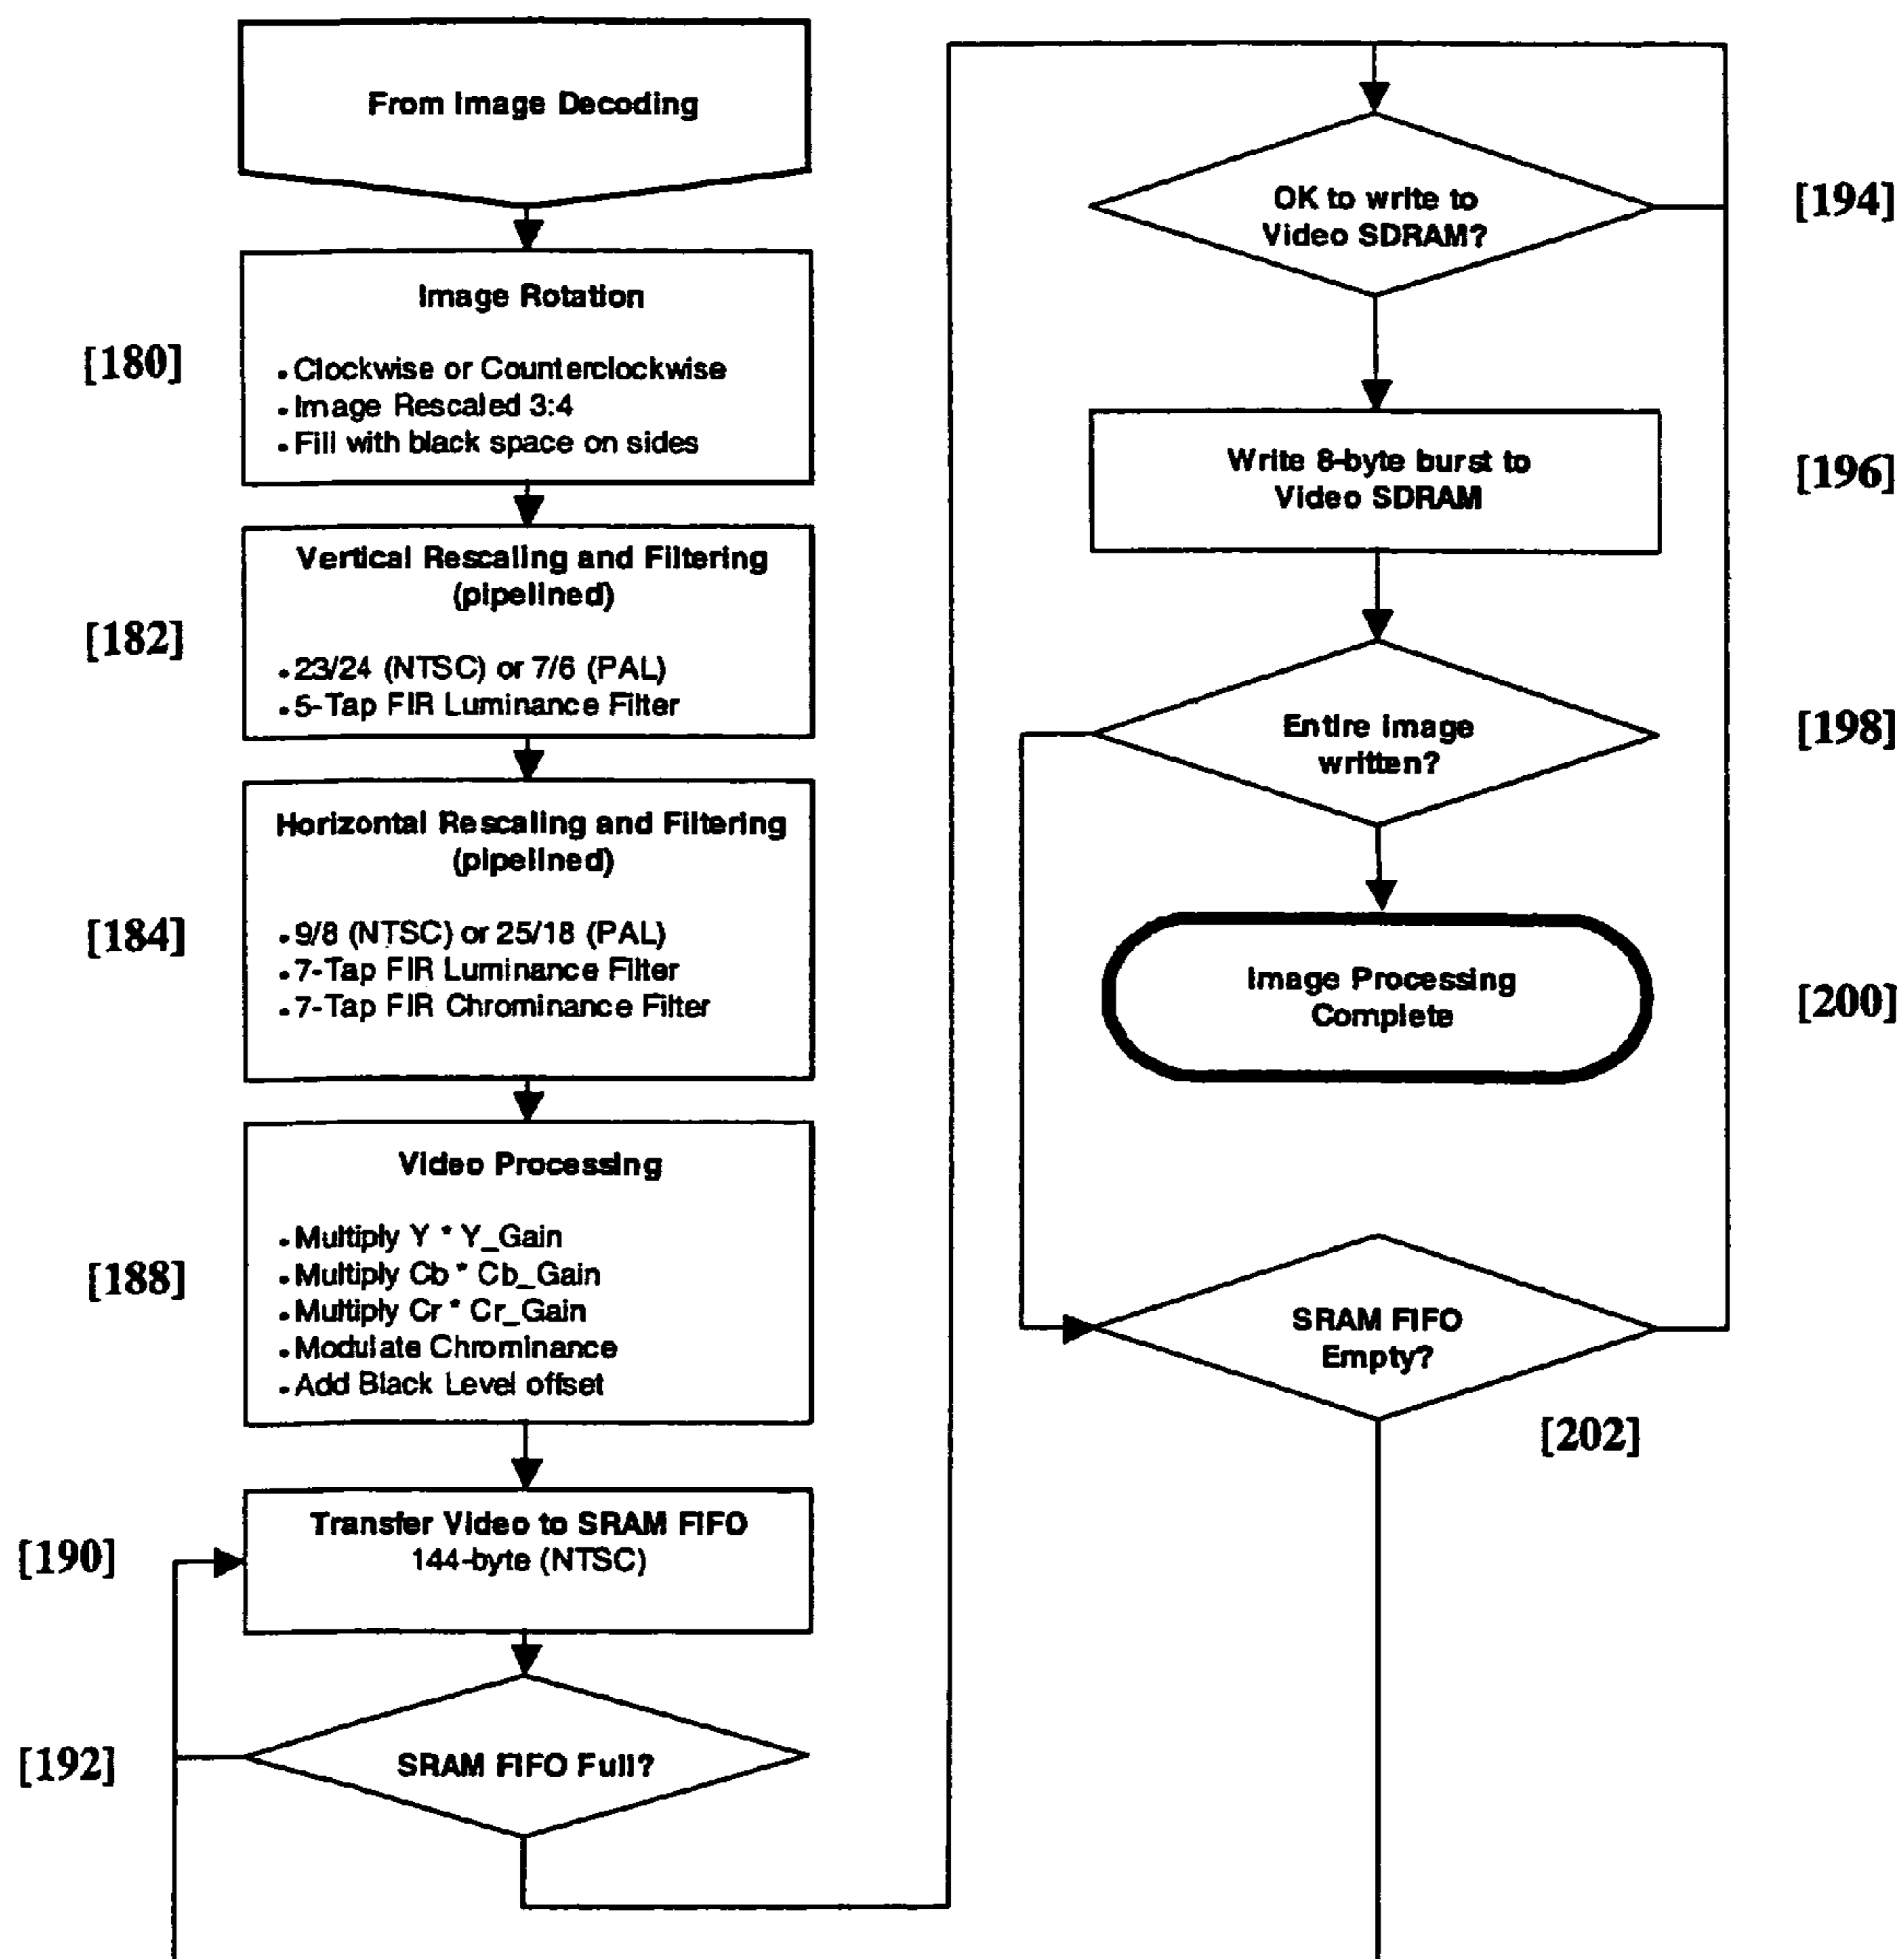 From Image Decoding
[180]
Image Rotation
• Clockwise or Counterclockwise
• Image Rescaled 3:4
• Fill with black space on sides
[182]
Vertical Rescaling and Filtering
(pipelined)
• 23/24 (NTSC) or 7/6 (PAL)
• 5-Tap FIR Luminance Filter
[184]
Horizontal Rescaling and Filtering
(pipelined)
• 9/8 (NTSC) or 25/18 (PAL)
• 7-Tap FIR Luminance Filter
• 7-Tap FIR Chrominance Filter
[188]
Video Processing
• Multiply Y * Y_Gain
• Multiply Cb * Cb_Gain
• Multiply Cr * Cr_Gain
• Modulate Chrominance
• Add Black Level offset
[190]
Transfer Video to SRAM FIFO
144-byte (NTSC)
[192]
SRAM FIFO Full?
OK to write to
Video SDRAM?
[194]
Write 8-byte burst to
Video SDRAM
[196]
Entire image
written?
[198]
Image Processing
Complete
[200]
SRAM FIFO
Empty?
[202]